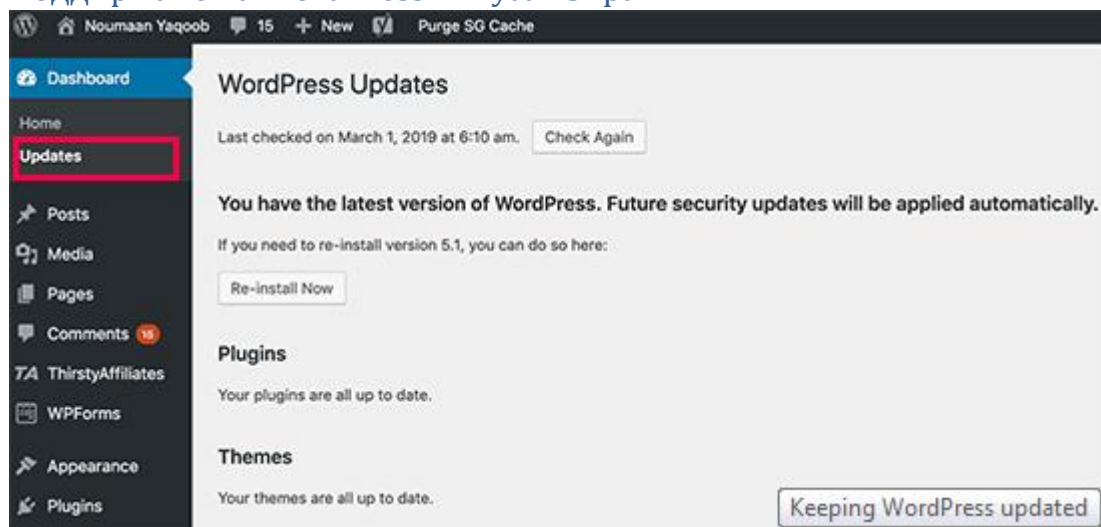 Noumaan Yaqoob 15 + New Purge SG Cache
Dashboard
Home
Updates
Posts
Media
Pages
Comments 15
TA ThirstyAffiliates
WPForms
Appearance
Plugins
WordPress Updates
Last checked on March 1, 2019 at 6:10 am. Check Again
You have the latest version of WordPress. Future security updates will be applied automatically.
If you need to re-install version 5.1, you can do so here:
Re-install Now
Plugins
Your plugins are all up to date.
Themes
Your themes are all up to date.
Keeping WordPress updated